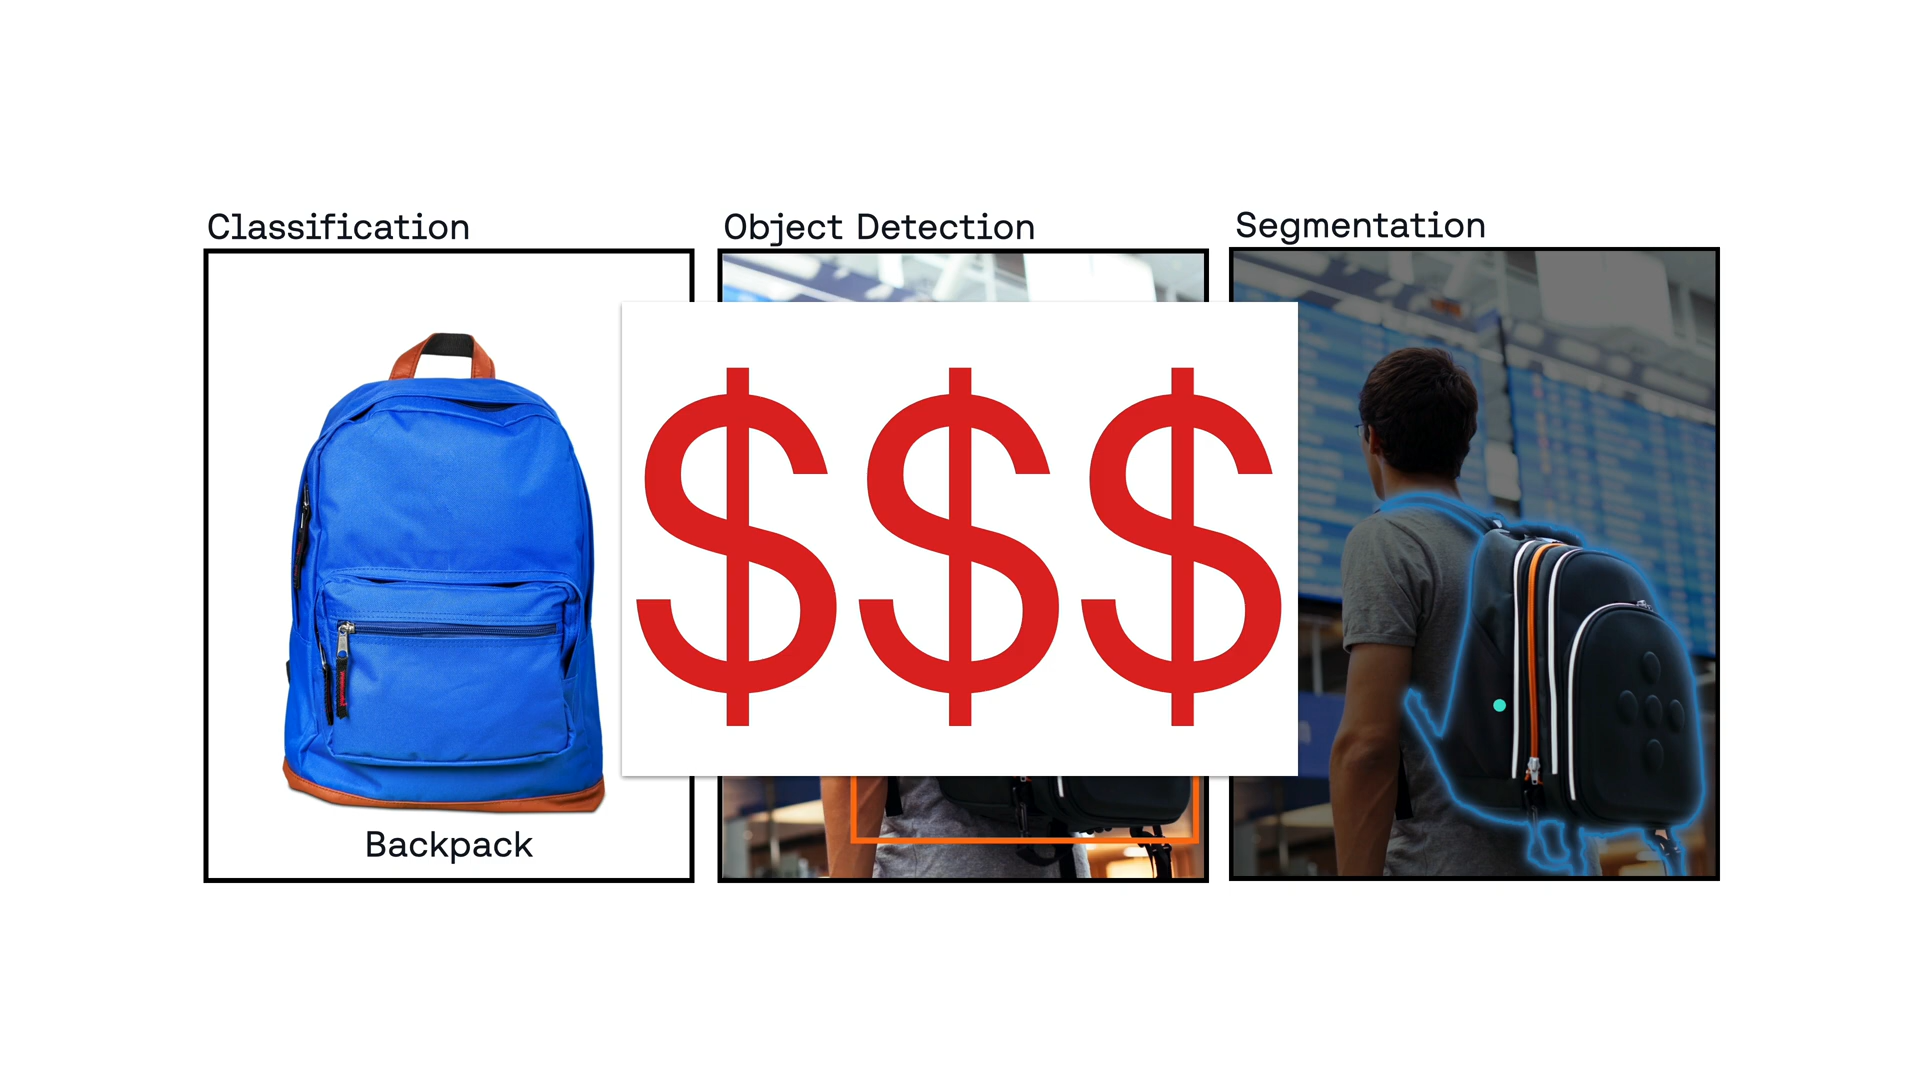 Classification
Object Detection
Segmentation
$$$
Backpack